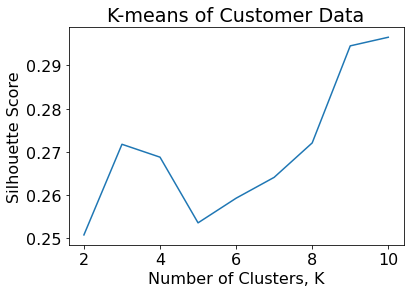 K-means of Customer Data
Silhouette Score
0.29
0.28
0.27
0.26
0.25
2 4 6 8 10
Number of Clusters, K